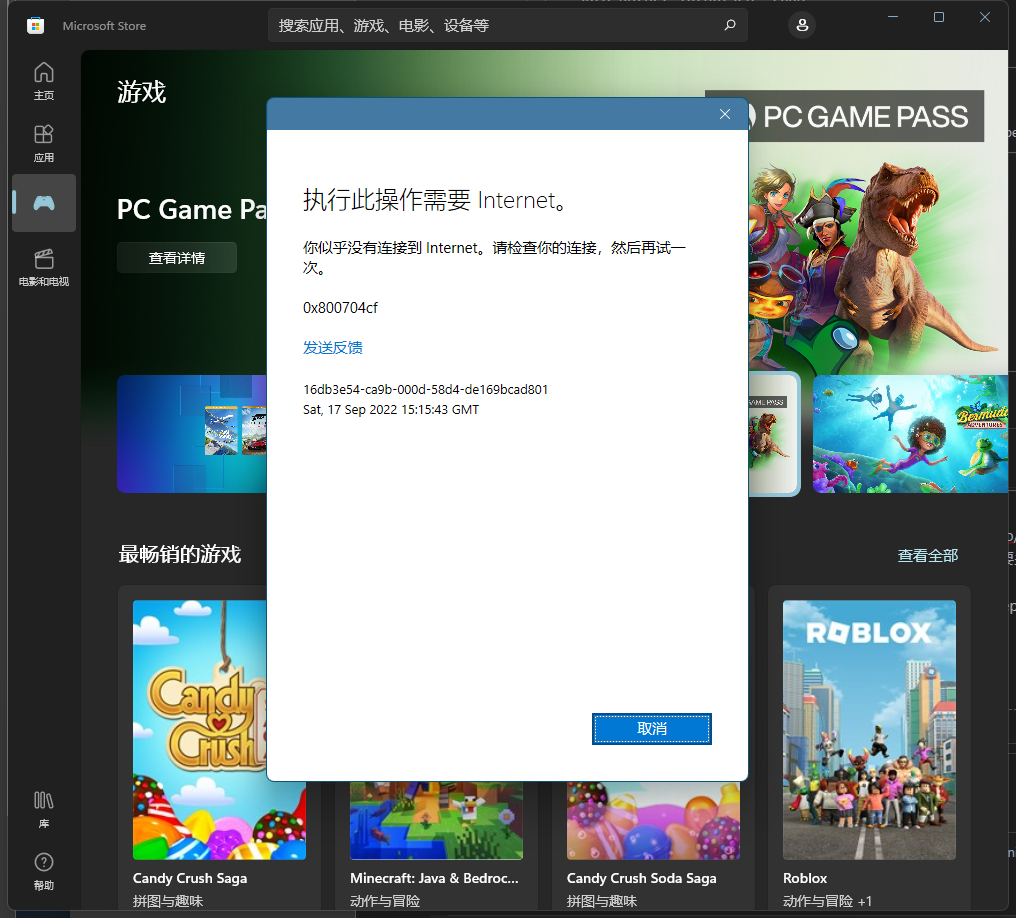 Microsoft Store
搜索应用、游戏、电影、设备等
主页
应用
电影和电视
库
帮助
游戏
PC GAME PASS
PC Game Pa
查看详情
执行此操作需要 Internet。
你似乎没有连接到 Internet。请检查你的连接，然后再试一
次。
0x800704cf
发送反馈
16db3e54-ca9b-000d-58d4-de169bcad801
Sat, 17 Sep 2022 15:15:43 GMT
取消
GAME PASS
Bermuda
ADVENTURES
最畅销的游戏
查看全部
Candy
Crush
ROBLOX
Candy Crush Saga
拼图与趣味
Minecraft: Java & Bedroc...
动作与冒险
Candy Crush Soda Saga
拼图与趣味
Roblox
动作与冒险 +1